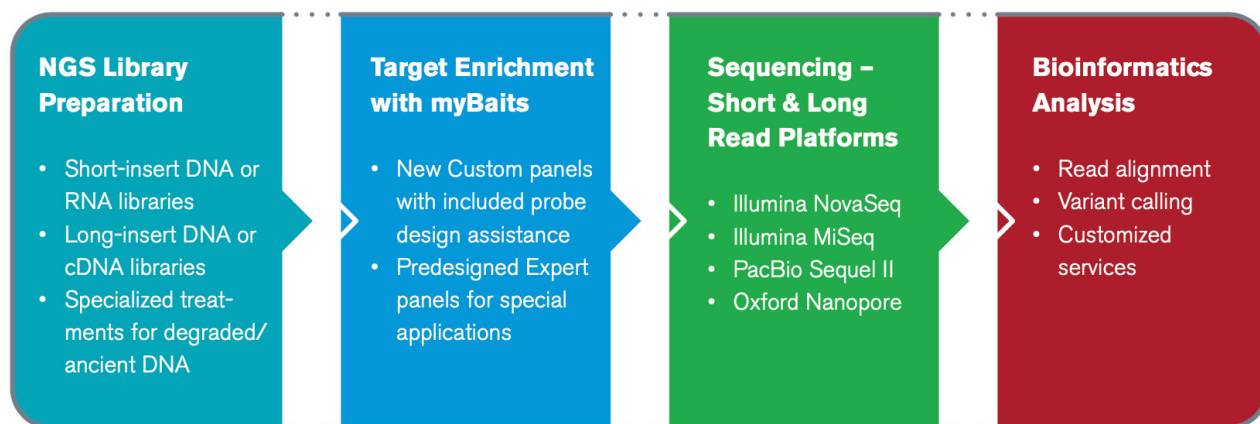 NGS Library
Preparation
• Short-insert DNA or
RNA libraries
• Long-insert DNA or
cDNA libraries
• Specialized treat-
ments for degraded/
ancient DNA
Target Enrichment
with myBaits
• New Custom panels
with included probe
design assistance
• Predesigned Expert
panels for special
applications
Sequencing –
Short & Long
Read Platforms
• Illumina NovaSeq
• Illumina MiSeq
• PacBio Sequel II
• Oxford Nanopore
Bioinformatics
Analysis
• Read alignment
• Variant calling
• Customized
services